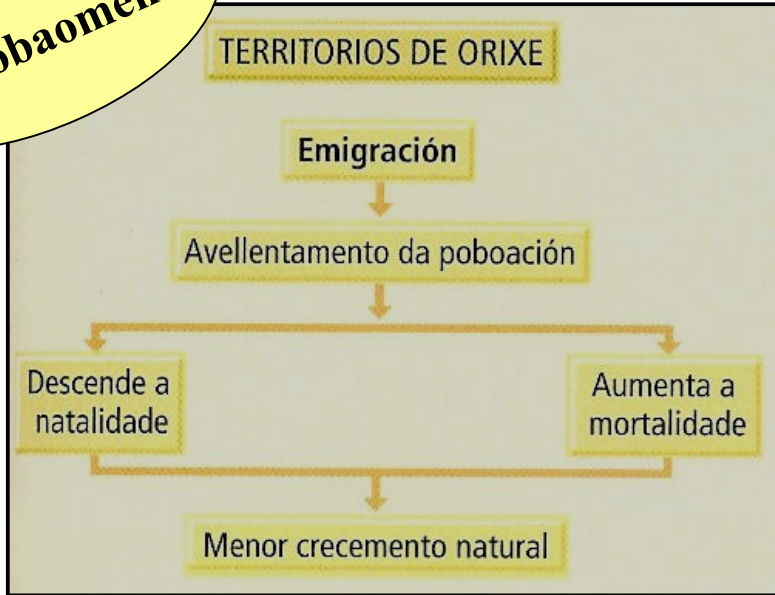 TERRITORIOS DE ORIXE
Emigración
Avellentamento da poboación
Descende a
natalidade
Aumenta a
mortalidade
Menor crecemento natural